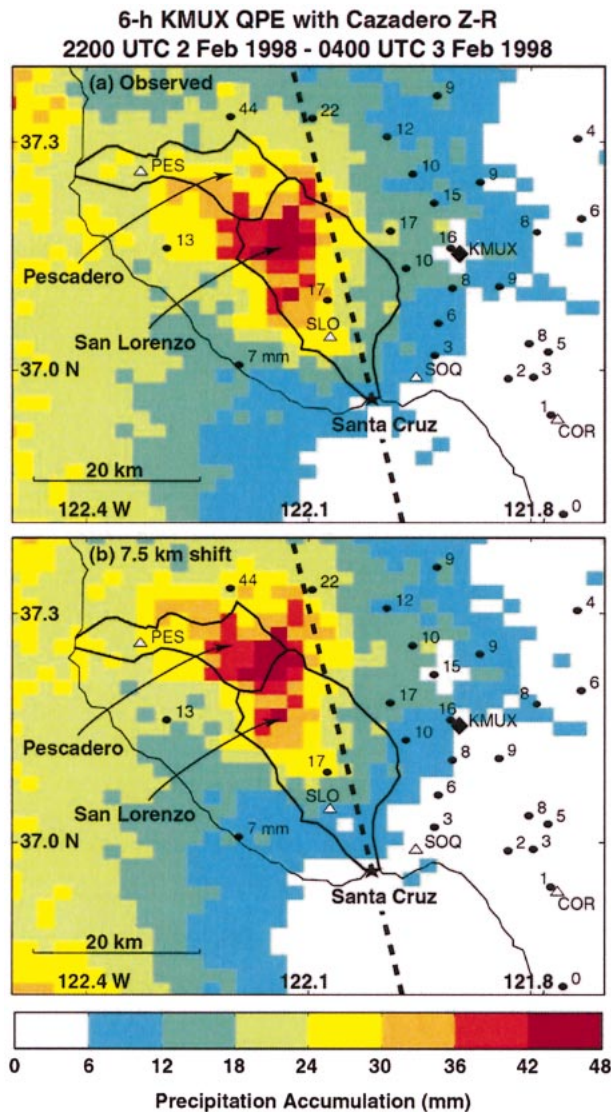 6-h KMUX QPE with Cazadero Z-R
2200 UTC 2 Feb 1998 - 0400 UTC 3 Feb 1998
(a) Observed
9
44
22
4
37.3
12
PES
10
9
15
6
17
8
13
16
KMUX
Pescadero
10
8
9
17
6
San Lorenzo
SLO
8
5
3
7 mm
37.0 N
SOQ
2
3
Santa Cruz
1
COR
20 km
122.4 W
122.1
121.8
0
(b) 7.5 km shift
9
44
22
4
37.3
12
PES
10
9
15
6
17
8
13
16
KMUX
Pescadero
10
8
9
17
6
San Lorenzo
SLO
8
5
3
7 mm
37.0 N
SOQ
2
3
Santa Cruz
1
COR
20 km
122.4 W
122.1
121.8
0
0 6 12 18 24 30 36 42 48
Precipitation Accumulation (mm)